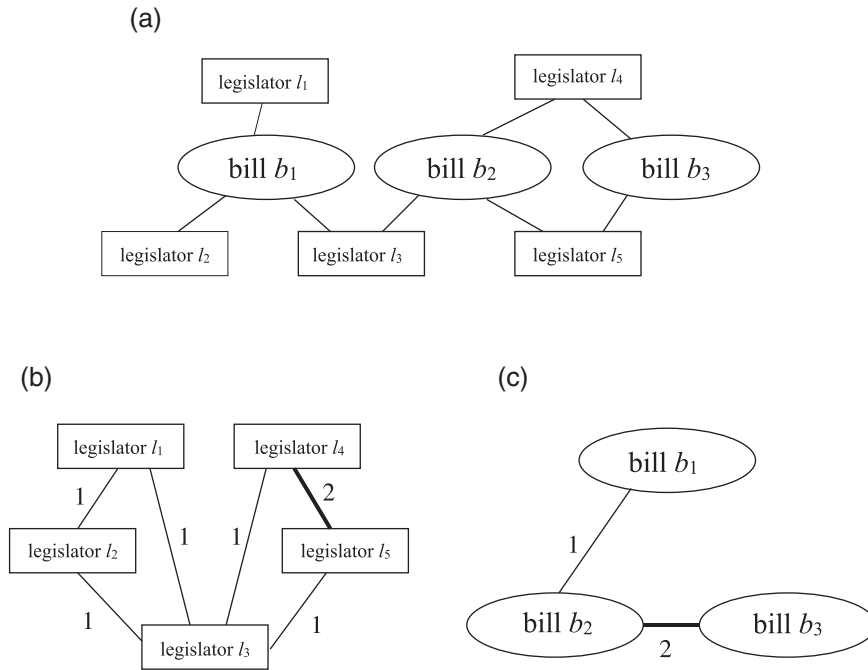 (a)
legislator l₁
legislator l₄
bill b₁
bill b₂
bill b₃
legislator l₂
legislator l₃
legislator l₅
(b)
legislator l₁
legislator l₄
1
1
1
2
legislator l₂
legislator l₅
1
1
legislator l₃
(c)
bill b₁
1
bill b₂
bill b₃
2